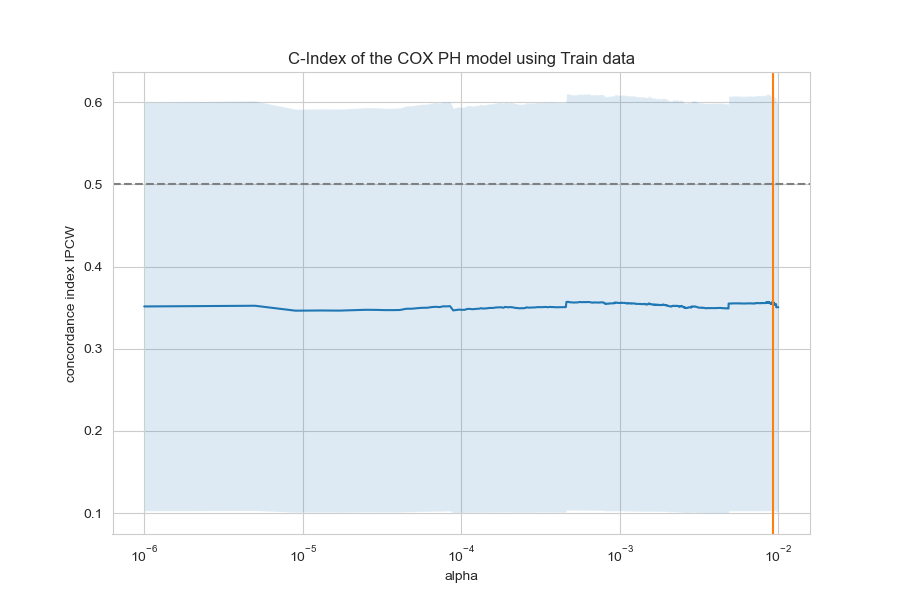 C-Index of the COX PH model using Train data
concordance index IPCW
0.6
0.5
0.4
0.3
0.2
0.1
10⁻⁶ 10⁻⁵ 10⁻⁴ 10⁻³ 10⁻²
alpha